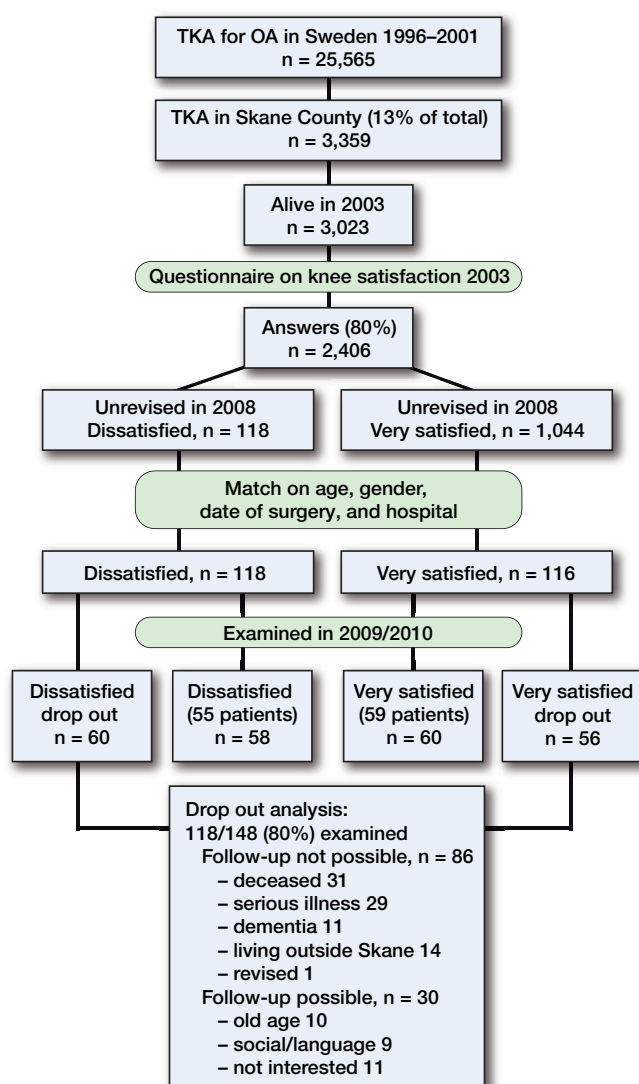 TKA for OA in Sweden 1996–2001
n = 25,565
TKA in Skane County (13% of total)
n = 3,359
Alive in 2003
n = 3,023
Questionnaire on knee satisfaction 2003
Answers (80%)
n = 2,406
Unrevised in 2008
Dissatisfied, n = 118
Unrevised in 2008
Very satisfied, n = 1,044
Match on age, gender,
date of surgery, and hospital
Dissatisfied, n = 118
Very satisfied, n = 116
Examined in 2009/2010
Dissatisfied
drop out
n = 60
Dissatisfied
(55 patients)
n = 58
Very satisfied
(59 patients)
n = 60
Very satisfied
drop out
n = 56
Drop out analysis:
118/148 (80%) examined
Follow-up not possible, n = 86
– deceased 31
– serious illness 29
– dementia 11
– living outside Skane 14
– revised 1
Follow-up possible, n = 30
– old age 10
– social/language 9
– not interested 11